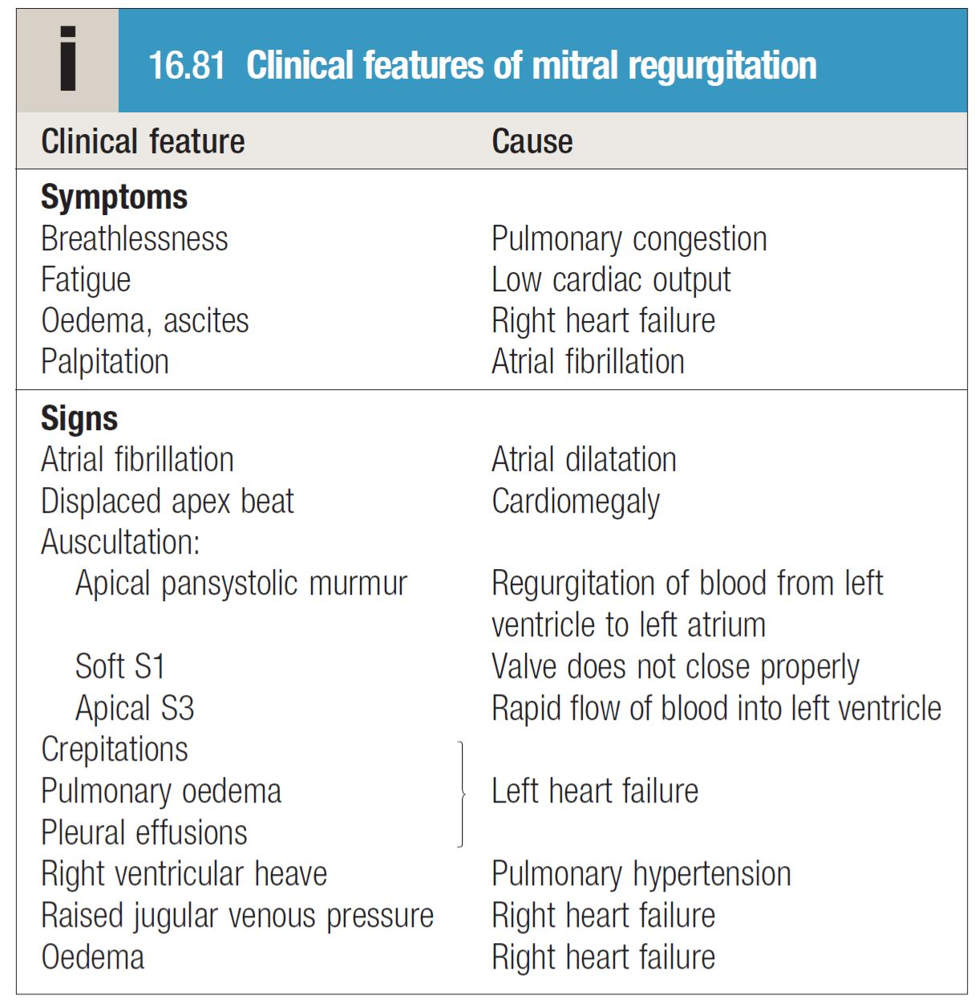 i
16.81 Clinical features of mitral regurgitation
Clinical feature Cause
Symptoms
Breathlessness Pulmonary congestion
Fatigue Low cardiac output
Oedema, ascites Right heart failure
Palpitation Atrial fibrillation
Signs
Atrial fibrillation Atrial dilatation
Displaced apex beat Cardiomegaly
Auscultation:
Apical pansystolic murmur Regurgitation of blood from left
ventricle to left atrium
Soft S1 Valve does not close properly
Apical S3 Rapid flow of blood into left ventricle
Crepitations
Pulmonary oedema Left heart failure
Pleural effusions
Right ventricular heave Pulmonary hypertension
Raised jugular venous pressure Right heart failure
Oedema Right heart failure